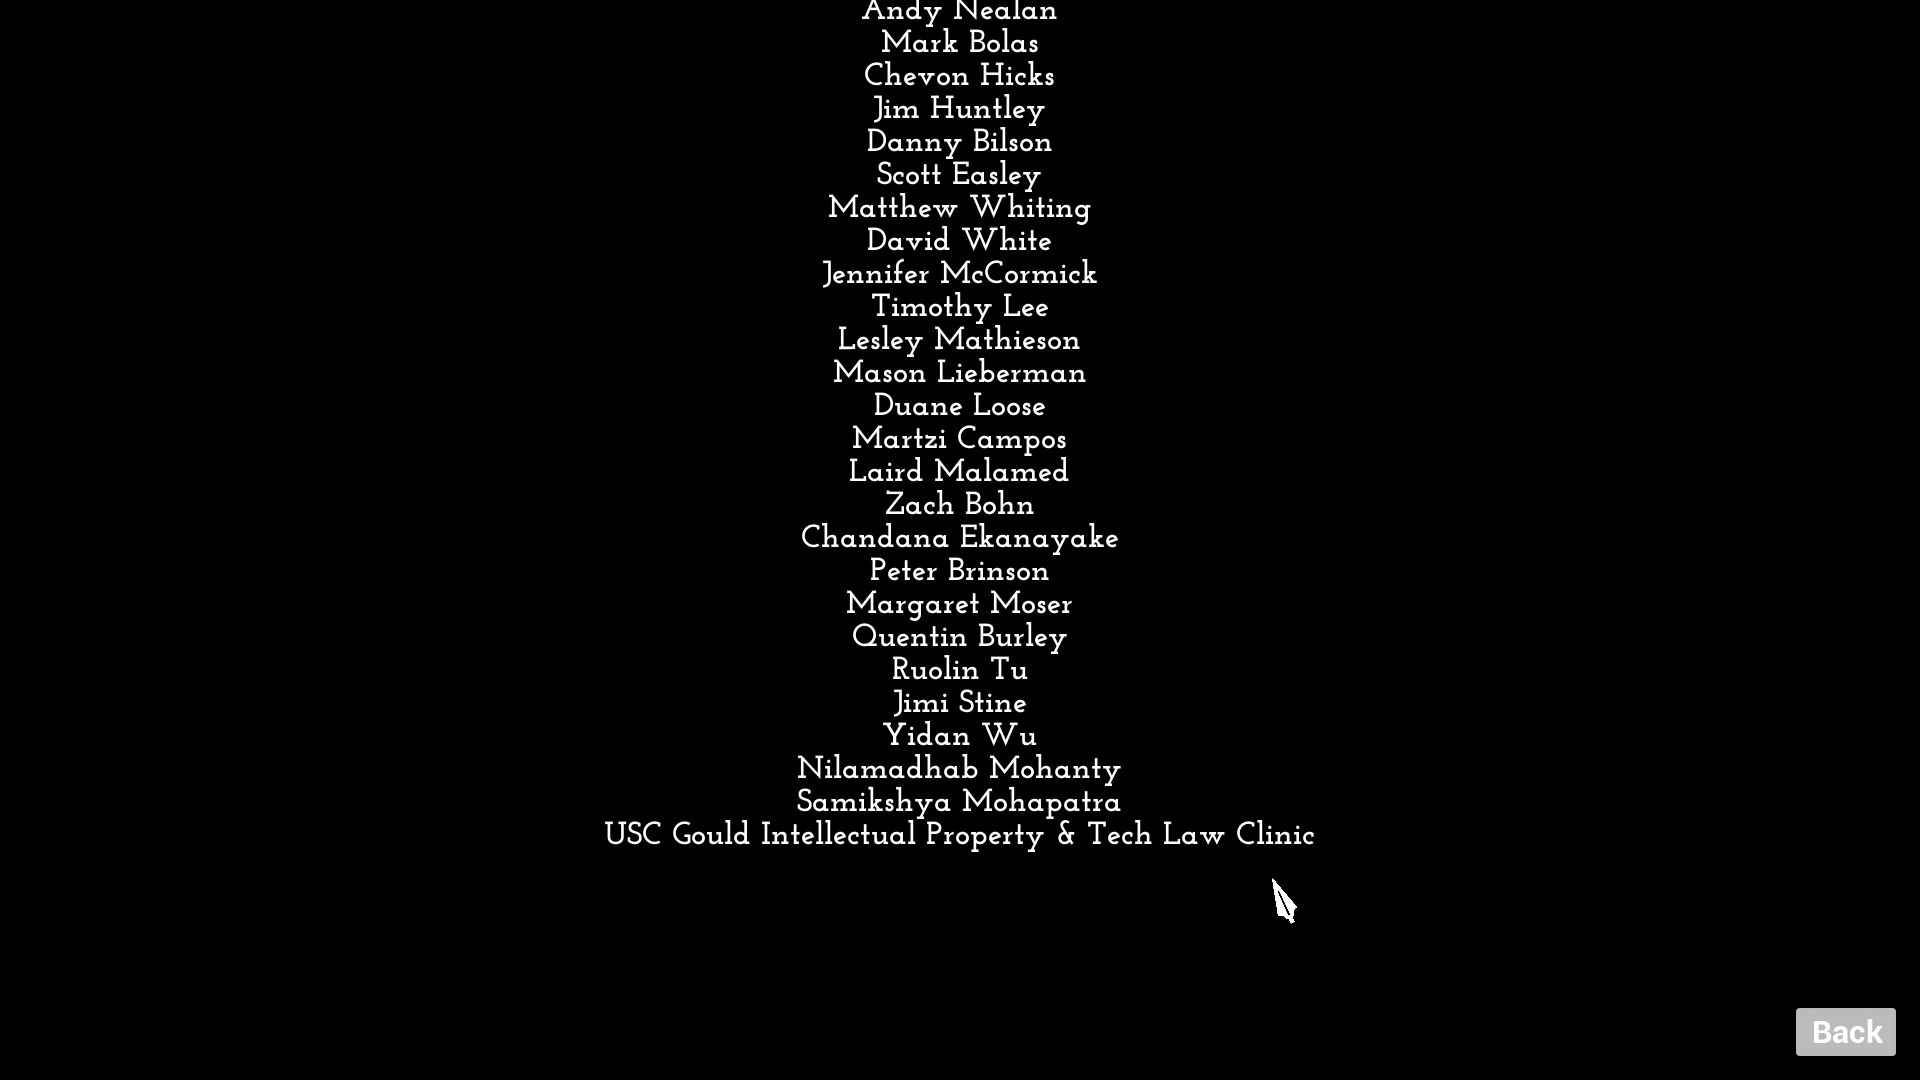 Andy Nealan
Mark Bolas
Chevon Hicks
Jim Huntley
Danny Bilson
Scott Easley
Matthew Whiting
David White
Jennifer McCormick
Timothy Lee
Lesley Mathieson
Mason Lieberman
Duane Loose
Martzi Campos
Laird Malamed
Zach Bohn
Chandana Ekanayake
Peter Brinson
Margaret Moser
Quentin Burley
Ruolin Tu
Jimi Stine
Yidan Wu
Nilamadhab Mohanty
Samikshya Mohapatra
USC Gould Intellectual Property & Tech Law Clinic
Back